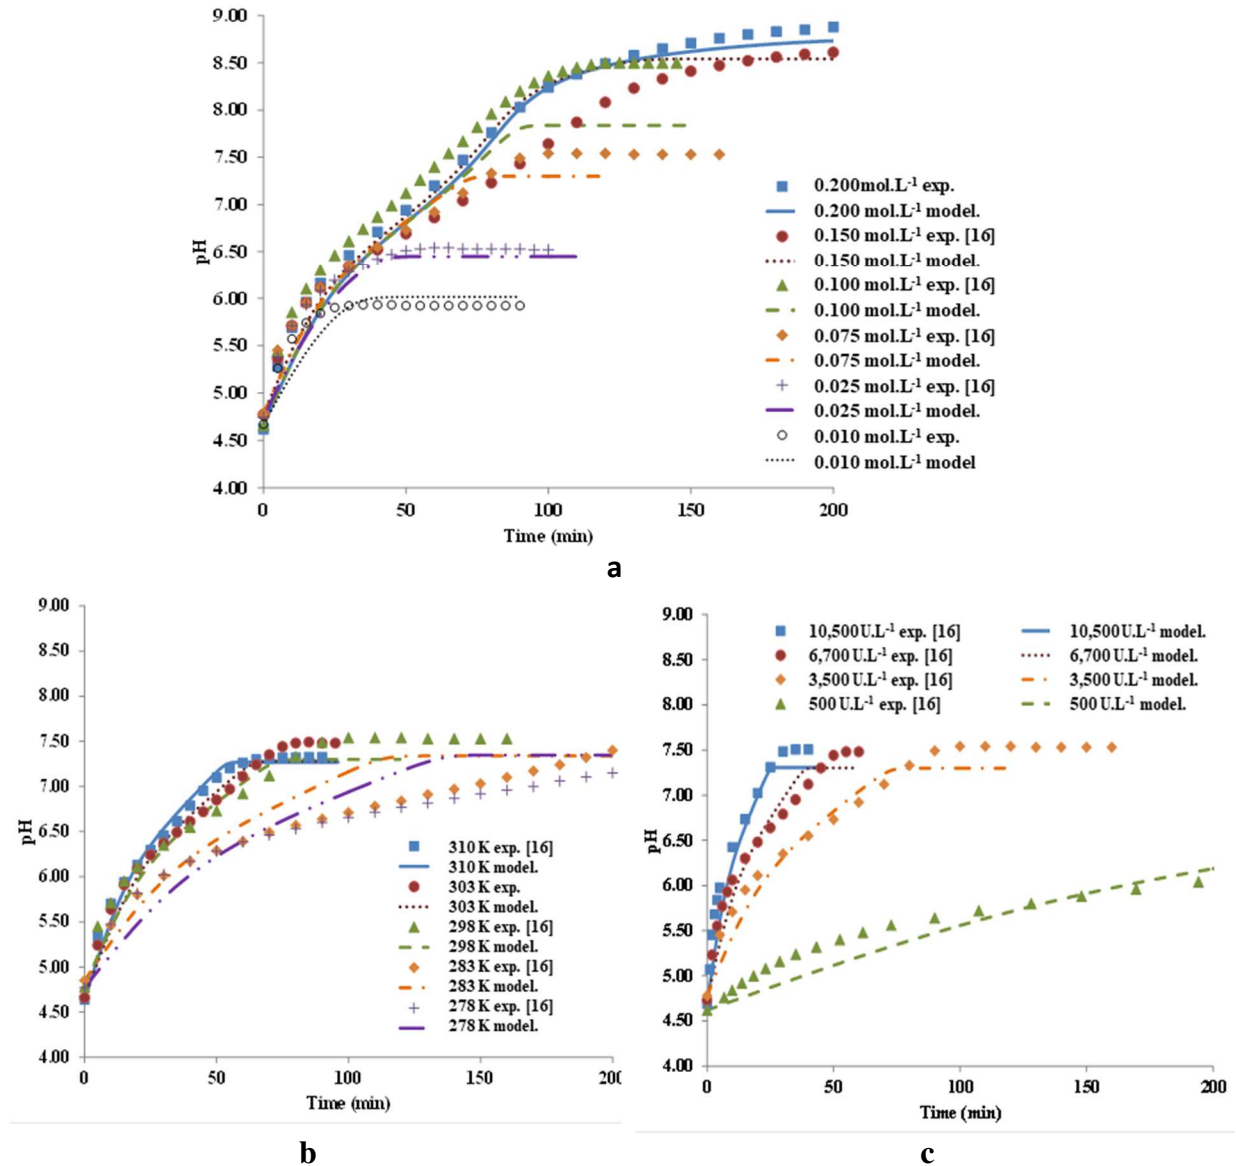 9.00
8.50
8.00
7.50
7.00
6.50
6.00
5.50
5.00
4.50
4.00
pH
0
50
100
150
200
Time (min)
0.200mol.L⁻¹ exp.
0.200 mol.L⁻¹ model.
0.150 mol.L⁻¹ exp. [16]
0.150 mol.L⁻¹ model.
0.100 mol.L⁻¹ exp. [16]
0.100 mol.L⁻¹ model.
0.075 mol.L⁻¹ exp. [16]
0.075 mol.L⁻¹ model.
0.025 mol.L⁻¹ exp. [16]
0.025 mol.L⁻¹ model.
0.010 mol.L⁻¹ exp.
0.010 mol.L⁻¹ model
a
9.00
8.50
8.00
7.50
7.00
6.50
6.00
5.50
5.00
4.50
4.00
pH
0
50
100
150
200
Time (min)
310 K exp. [16]
310 K model.
303 K exp.
303 K model.
298 K exp. [16]
298 K model.
283 K exp. [16]
283 K model.
278 K exp. [16]
278 K model.
b
9.00
8.50
8.00
7.50
7.00
6.50
6.00
5.50
5.00
4.50
4.00
pH
0
50
100
150
200
Time (min)
10,500 U.L⁻¹ exp. [16]
10,500 U.L⁻¹ model.
6,700 U.L⁻¹ exp. [16]
6,700 U.L⁻¹ model.
3,500 U.L⁻¹ exp. [16]
3,500 U.L⁻¹ model.
500 U.L⁻¹ exp. [16]
500 U.L⁻¹ model.
c